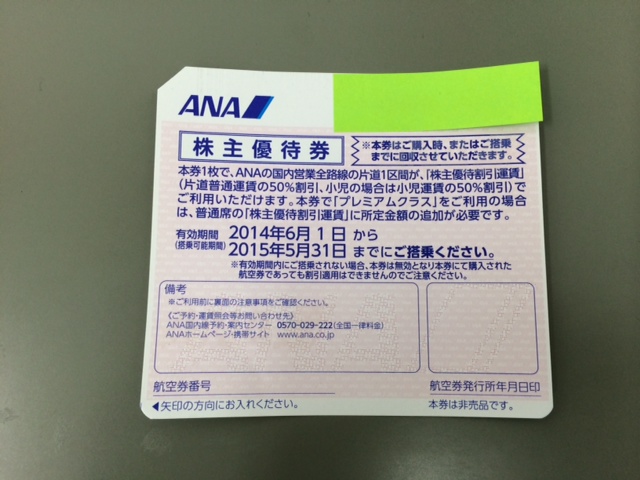 ANA
株主優待券
※本券はご購入時、またはご搭乗
までに回収させていただきます。
本券1枚で、ANAの国内営業全路線の片道1区間が、「株主優待割引運賃」
(片道普通運賃の50%割引、小児の場合は小児運賃の50%割引)で
ご利用いただけます。本券で「プレミアムクラス」をご利用の場合
は、普通席の「株主優待割引運賃」に所定金額の追加が必要です。
有効期間 2014年6月 1 日 から
(搭乗可能期間) 2015年5月31日 までにご搭乗ください。
※有効期間内にご搭乗されない場合、本券は無効となり本券にて購入された
航空券であっても割引適用はできませんのでご注意ください。
備考
※ご利用前に裏面の注意事項をご確認ください。
《ご予約・運賃照会等お問い合わせ先》
ANA国内線予約・案内センター 0570-029-222(全国一律料金)
ANAホームページ・携帯サイト www.ana.co.jp
航空券番号
航空券発行所年月日印
◀矢印の方向にお入れください。
本券は非売品です。